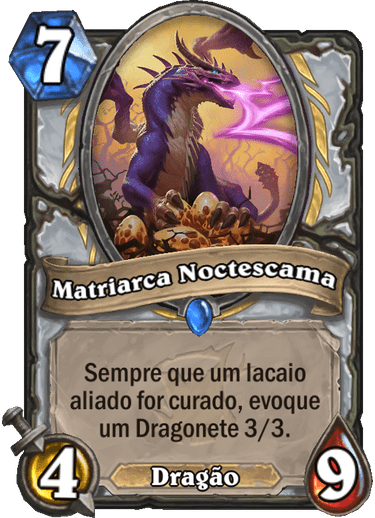 7
Matriarca Noctescama
Sempre que um lacaio
aliado for curado, evoque
um Dragonete 3/3.
4
Dragão
9